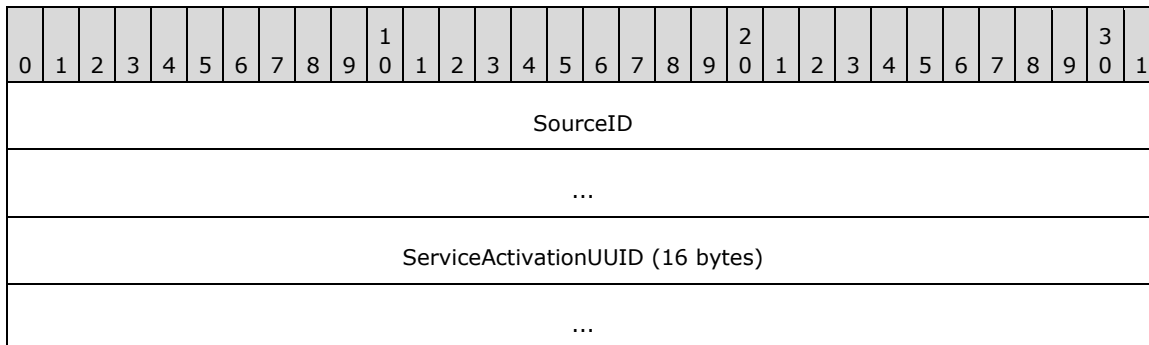 1 2 3
0 1 2 3 4 5 6 7 8 9 0 1 2 3 4 5 6 7 8 9 0 1 2 3 4 5 6 7 8 9 0 1
SourceID
...
ServiceActivationUUID (16 bytes)
...